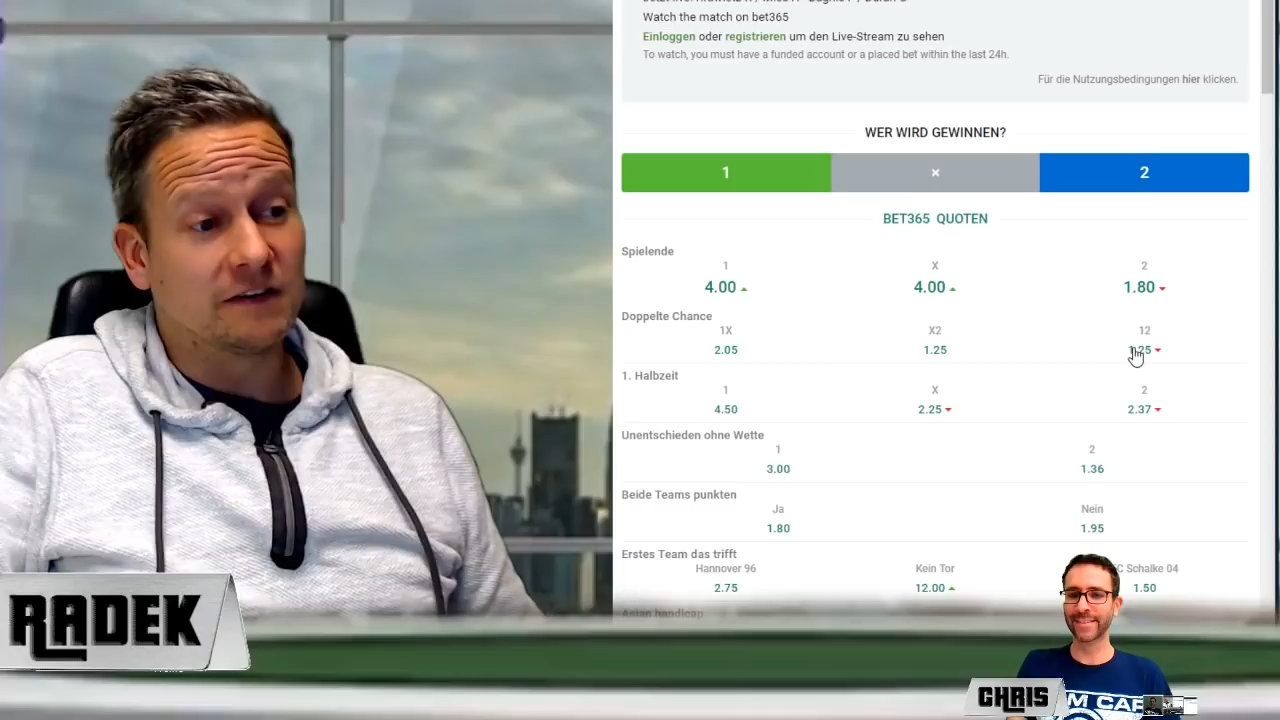 Watch the match on bet365
Einloggen oder registrieren um den Live-Stream zu sehen
To watch, you must have a funded account or a placed bet within the last 24h.
Für die Nutzungsbedingungen hier klicken.
WER WIRD GEWINNEN?
1 × 2
BET365 QUOTEN
Spielende
1 X 2
4.00 4.00 1.80
Doppelte Chance
1X X2 12
2.05 1.25
1. Halbzeit
1 X 2
4.50 2.25 2.37
Unentschieden ohne Wette
1 2
3.00 1.36
Beide Teams punkten
Ja Nein
1.80 1.95
Erstes Team das trifft
Hannover 96 Kein Tor Schalke 04
2.75 12.00 1.50
Asian handicap
RADEK
CHRIS